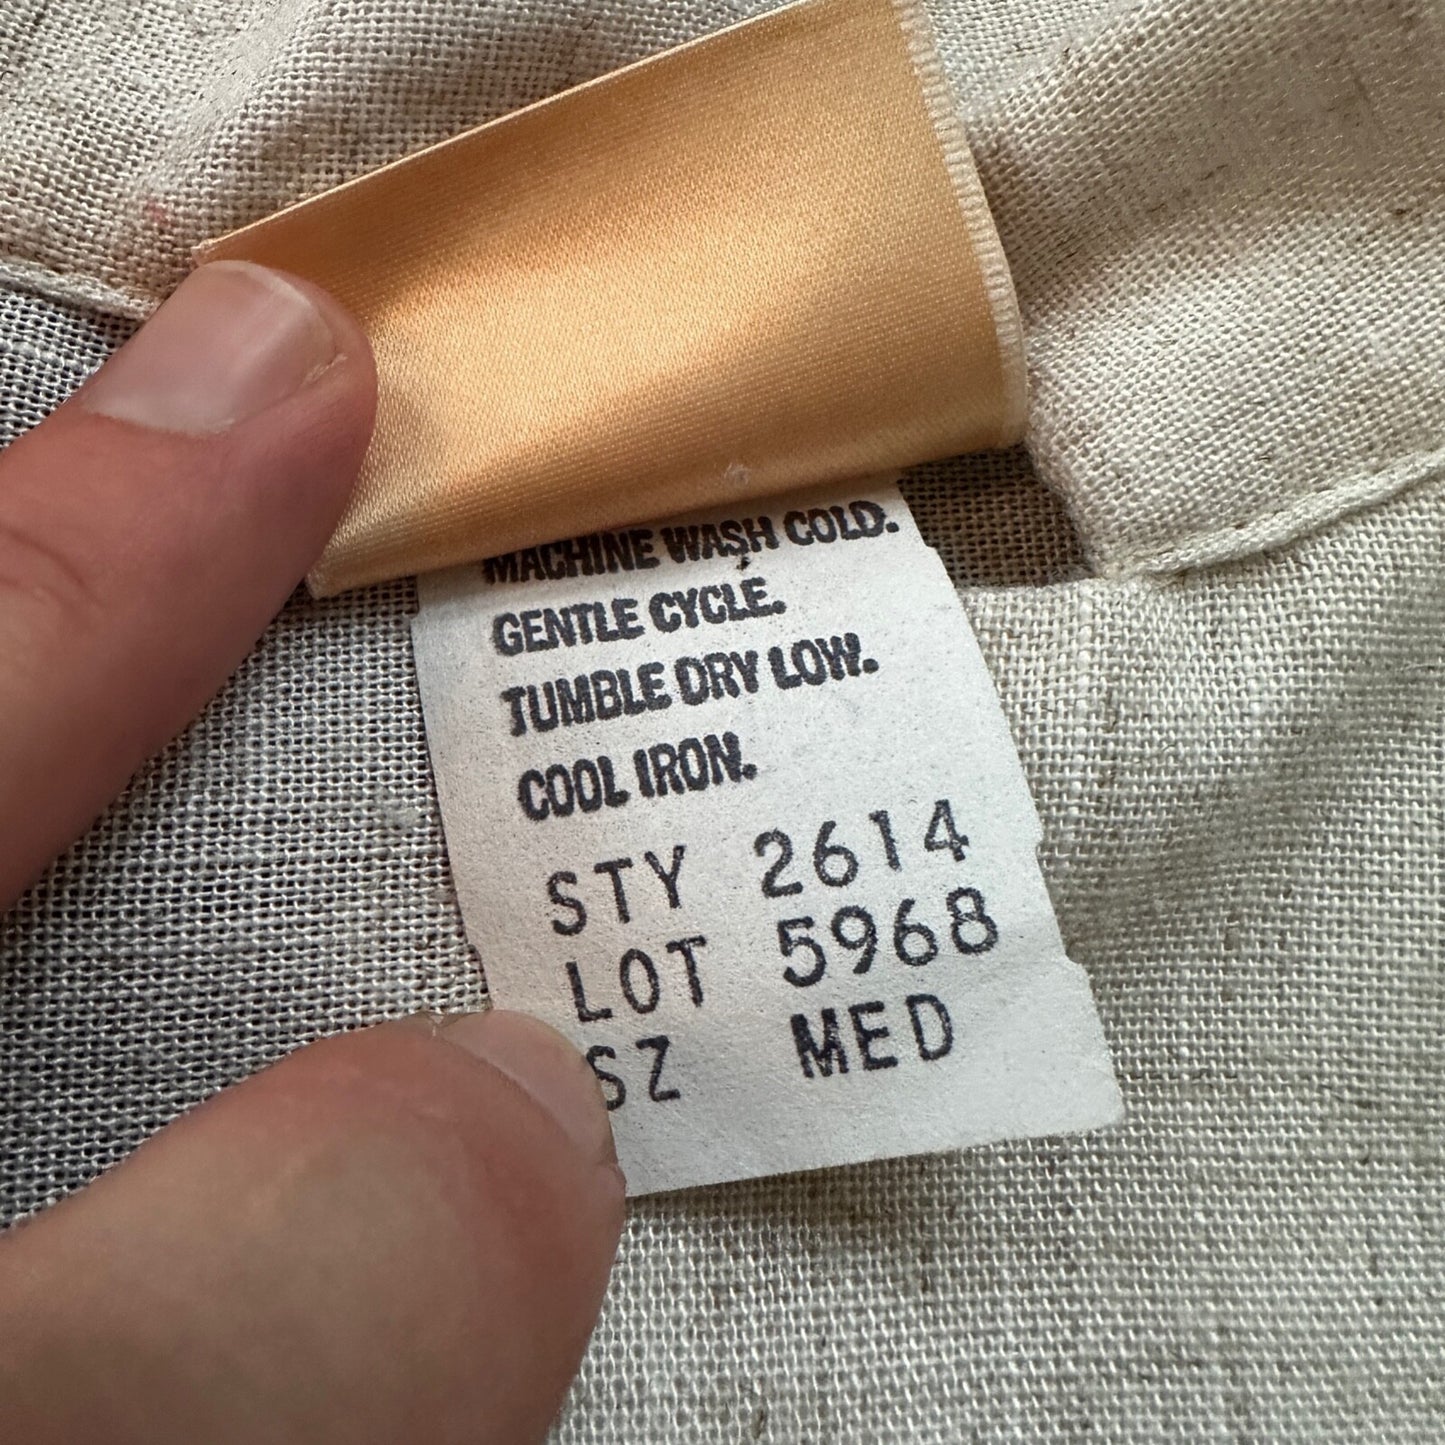 MACHINE WASH COLD.
GENTLE CYCLE.
TUMBLE DRY LOW.
COOL IRON.
STY 2614
LOT 5968
SZ MED